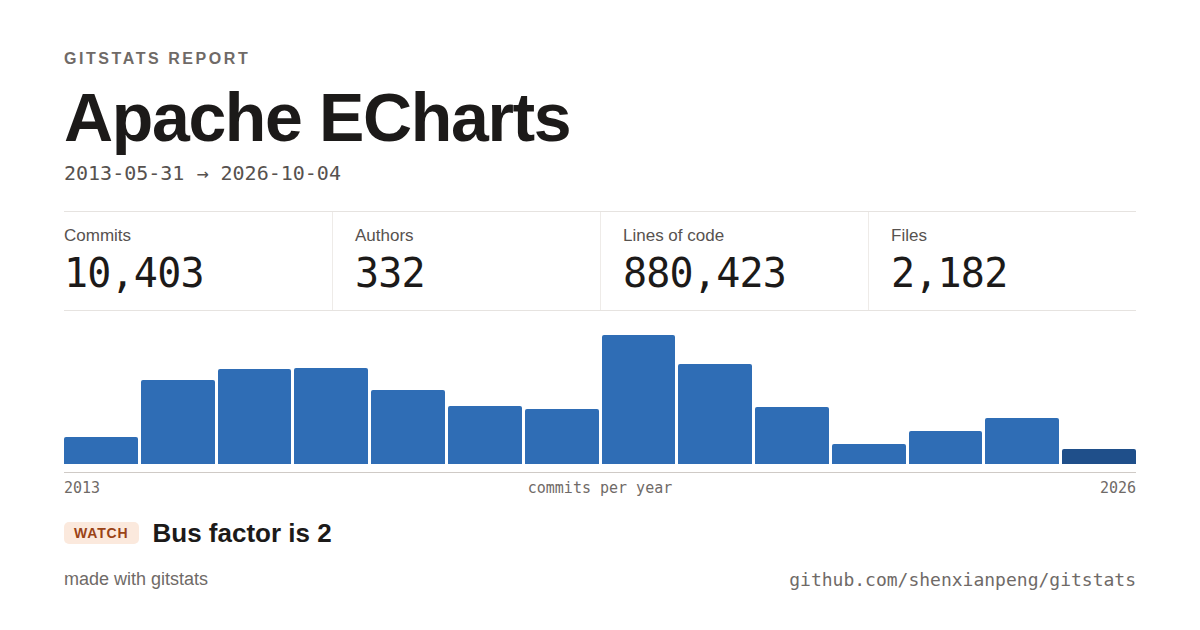 GITSTATS REPORT
Apache ECharts
2013-05-31 → 2026-10-04
Commits Authors Lines of code Files
10,403 332 880,423 2,182
2013 commits per year 2026
WATCH Bus factor is 2
made with gitstats github.com/shenxianpeng/gitstats